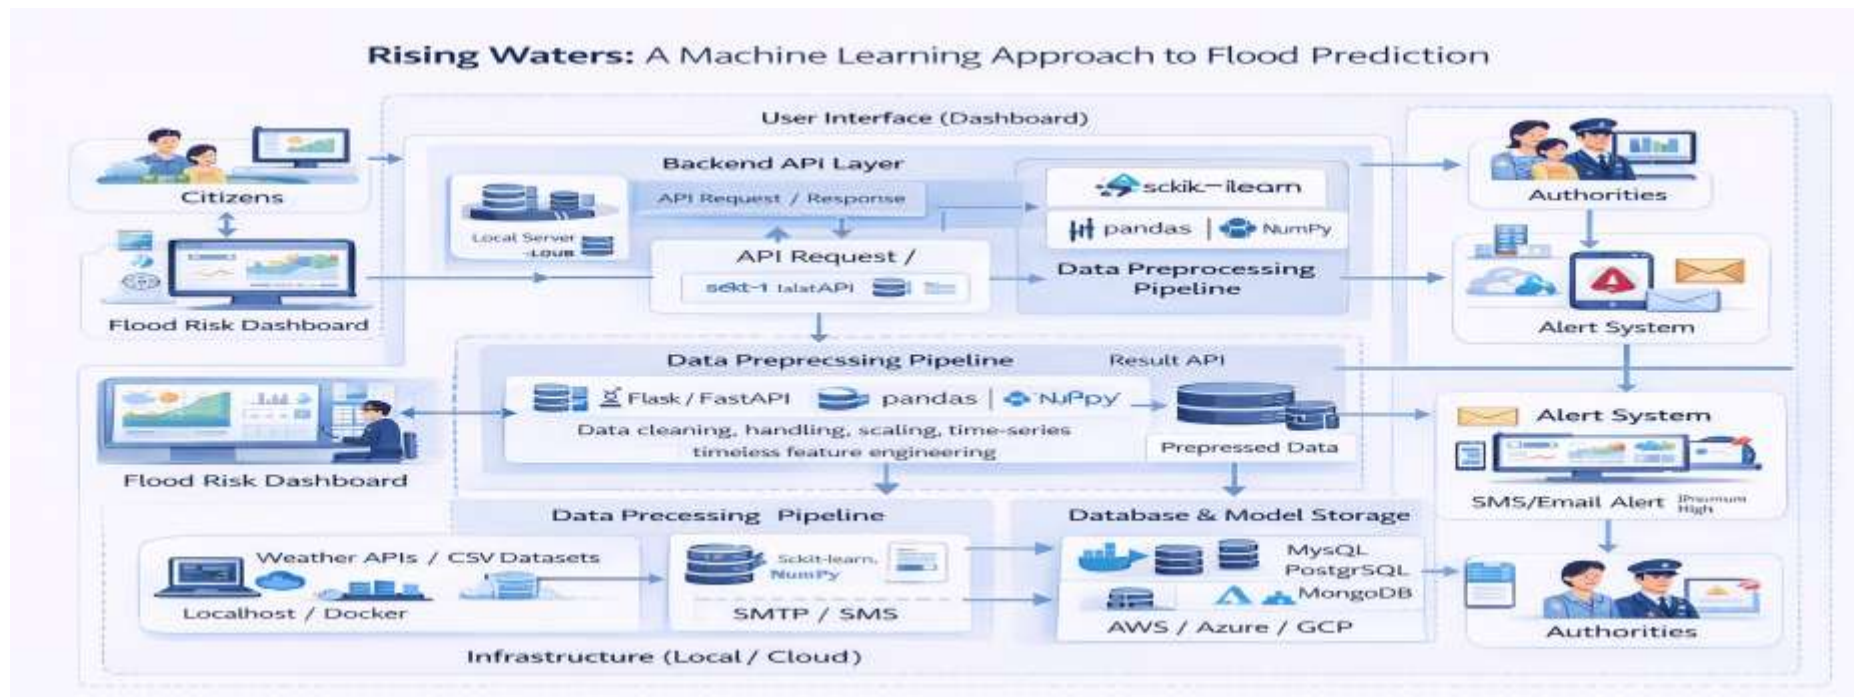 Rising Waters: A Machine Learning Approach to Flood Prediction
User Interface (Dashboard)
Citizens
Flood Risk Dashboard
Backend API Layer
API Request / Response
Local Server
-LOUB
API Request /
sckik-ilearn
pandas | NumPy
Data Preprocessing
Pipeline
Authorities
Alert System
Data Preprecssing Pipeline
Result API
Flask / FastAPI
pandas | NuPpy
Data cleaning, handling, scaling, time-series
timeless feature engineering
Prepressed Data
Flood Risk Dashboard
Alert System
SMS/Email Alert
High
Data Precessing Pipeline
Weather APIs / CSV Datasets
Localhost / Docker
Sckit-learn,
NumPy
SMTP / SMS
Database & Model Storage
MysQL
PostgrSQL
MongoDB
AWS / Azure / GCP
Authorities
Infrastructure (Local / Cloud)